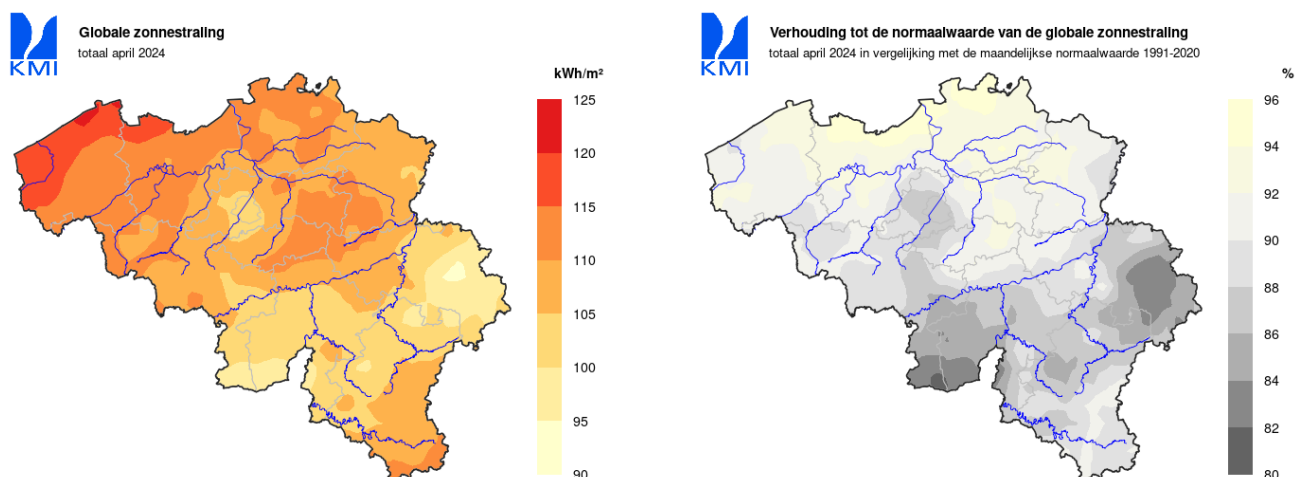 KMI
Globale zonnestraling
totaal april 2024
kWh/m²
125
120
115
110
105
100
95
90
KMI
Verhouding tot de normaalwaarde van de globale zonnestraling
totaal april 2024 in vergelijking met de maandelijkse normaalwaarde 1991-2020
%
96
94
92
90
88
86
84
82
80